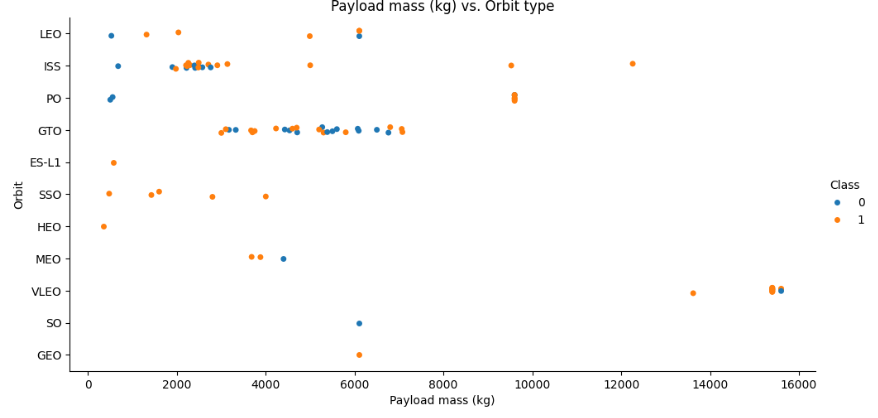 Payload mass (kg) vs. Orbit type
LEO
ISS
PO
GTO
ES-L1
SSO
HEO
MEO
VLEO
SO
GEO
Orbit
0 2000 4000 6000 8000 10000 12000 14000 16000
Payload mass (kg)
Class
0
1